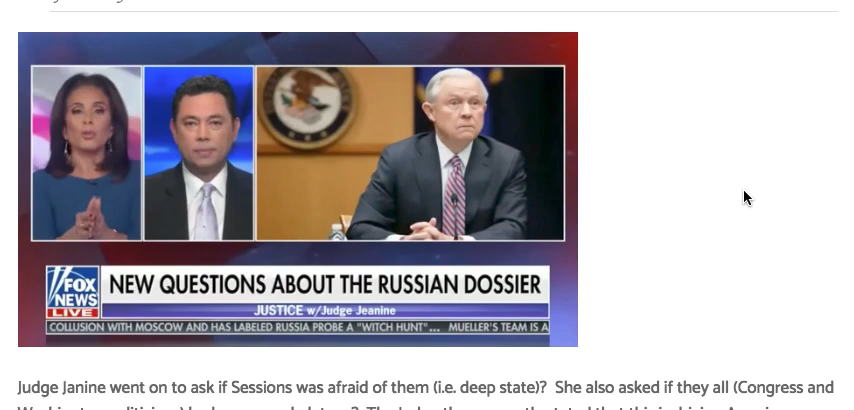 FOX
NEWS
LIVE
NEW QUESTIONS ABOUT THE RUSSIAN DOSSIER
JUSTICE w/Judge Jeanine
COLLUSION WITH MOSCOW AND HAS LABELED RUSSIA PROBE A "WITCH HUNT"... MUELLER'S TEAM IS A
Judge Janine went on to ask if Sessions was afraid of them (i.e. deep state)? She also asked if they all (Congress and